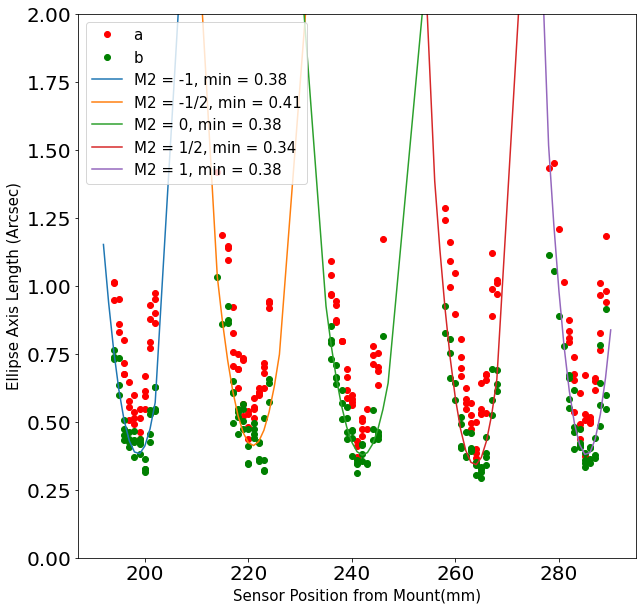 2.00
1.75
1.50
1.25
1.00
0.75
0.50
0.25
0.00
Ellipse Axis Length (Arcsec)
a
b
M2 = -1, min = 0.38
M2 = -1/2, min = 0.41
M2 = 0, min = 0.38
M2 = 1/2, min = 0.34
M2 = 1, min = 0.38
200 220 240 260 280
Sensor Position from Mount(mm)